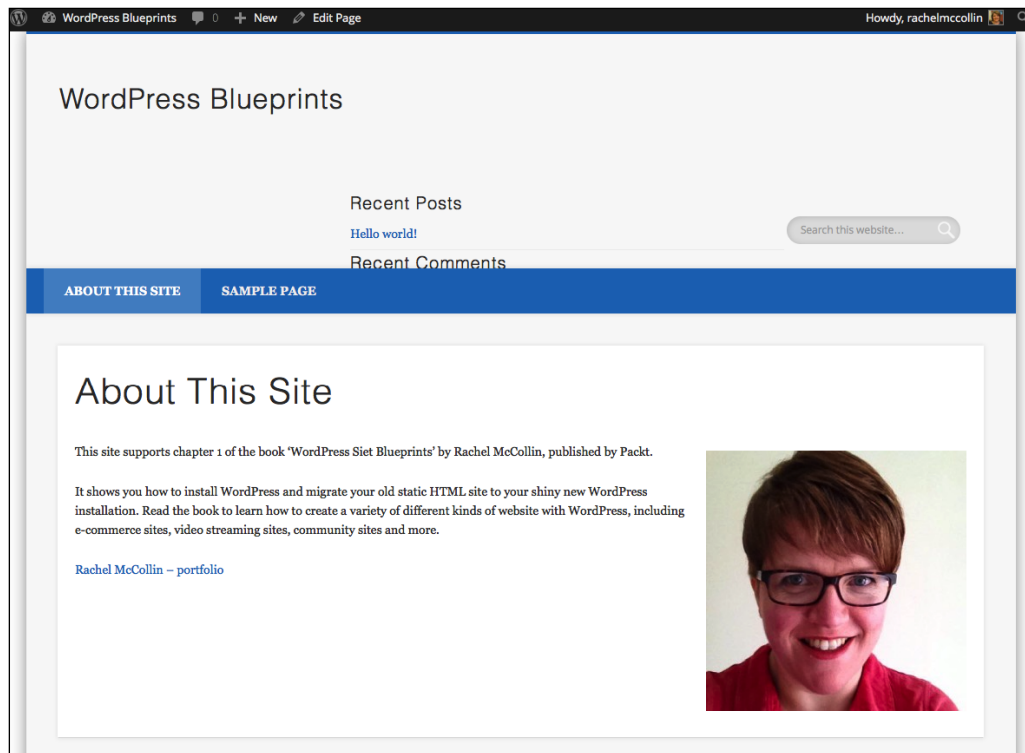 WordPress Blueprints 0 New Edit Page Howdy, rachelmccollin
WordPress Blueprints
Recent Posts
Hello world!
Search this website...
Recent Comments
ABOUT THIS SITE SAMPLE PAGE
About This Site
This site supports chapter 1 of the book ‘WordPress Siet Blueprints’ by Rachel McCollin, published by Packt.
It shows you how to install WordPress and migrate your old static HTML site to your shiny new WordPress
installation. Read the book to learn how to create a variety of different kinds of website with WordPress, including
e-commerce sites, video streaming sites, community sites and more.
Rachel McCollin – portfolio